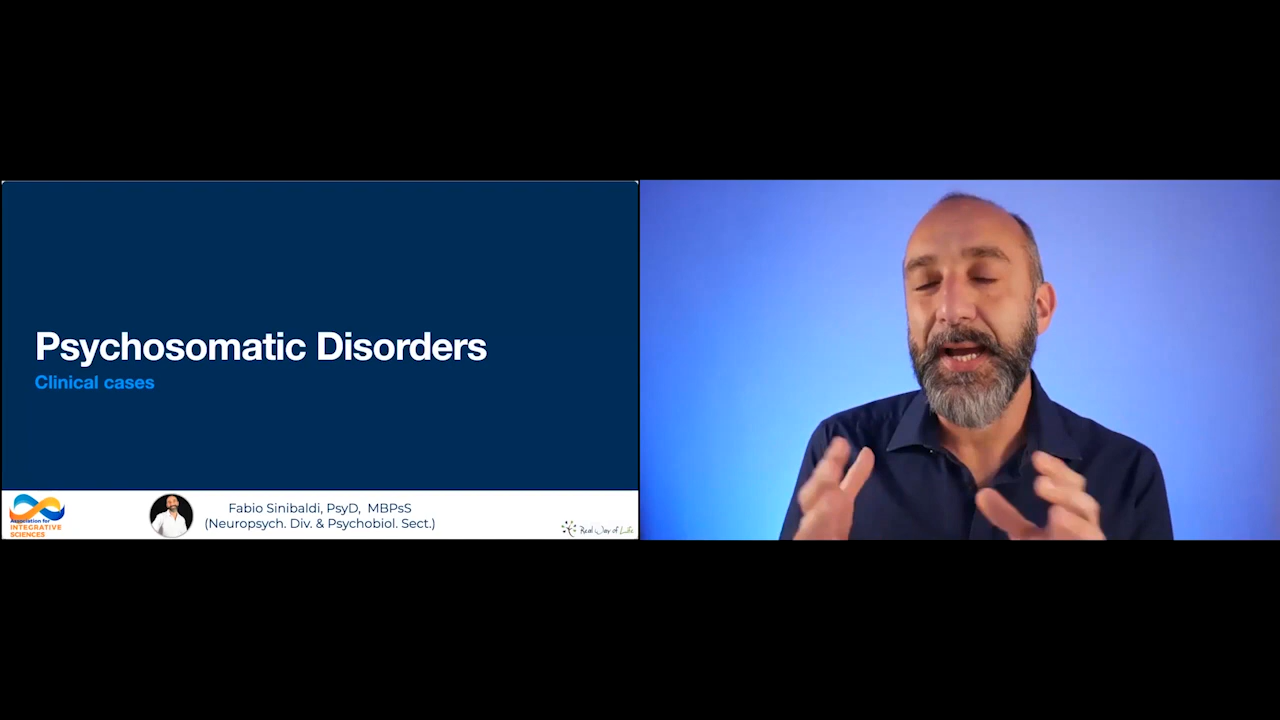 Psychosomatic Disorders
Clinical cases
Association for
INTEGRATIVE
SCIENCES
Fabio Sinibaldi, PsyD, MBPsS
(Neuropsych. Div. & Psychobiol. Sect.)
Real Way of Life